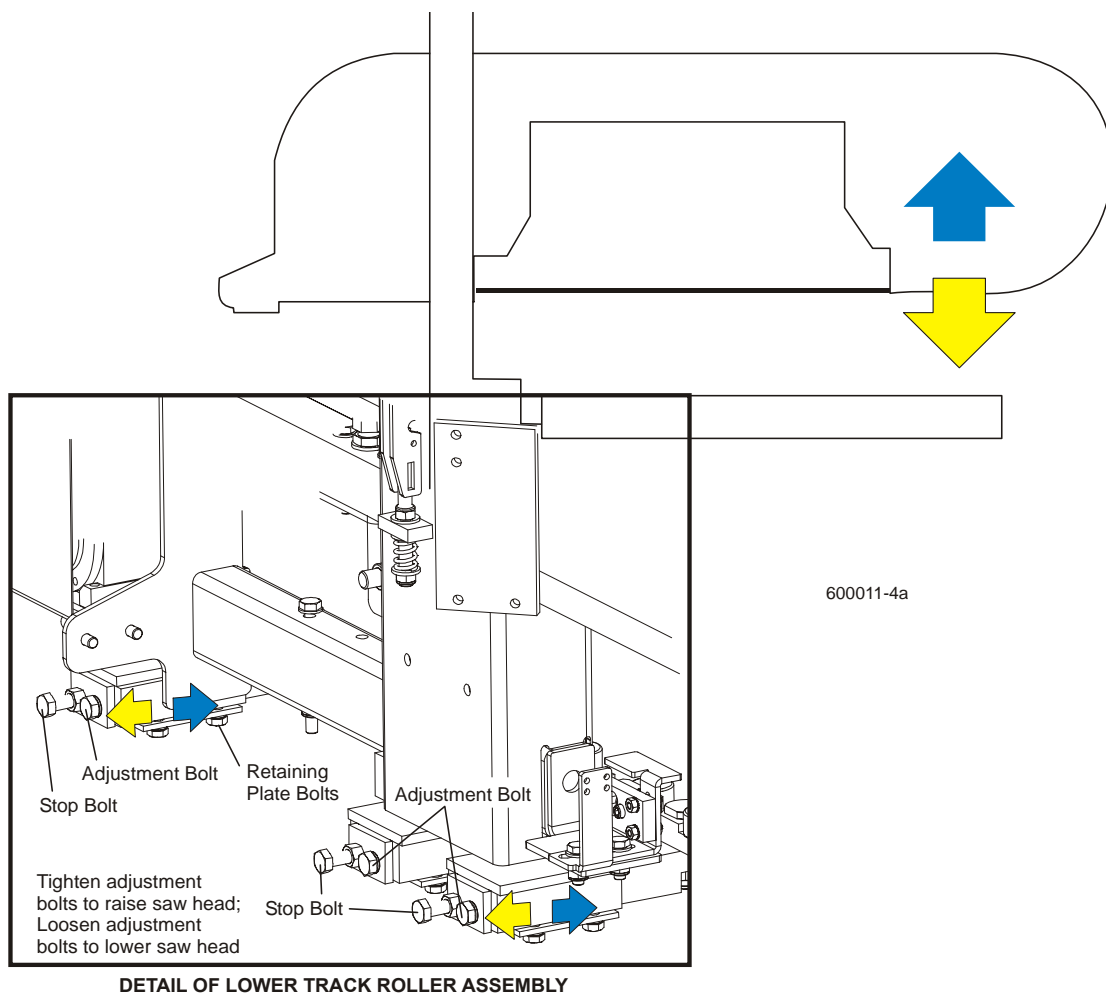 600011-4a
Adjustment Bolt
Retaining
Plate Bolts
Stop Bolt
Adjustment Bolt
Stop Bolt
Tighten adjustment
bolts to raise saw head;
Loosen adjustment
bolts to lower saw head
DETAIL OF LOWER TRACK ROLLER ASSEMBLY